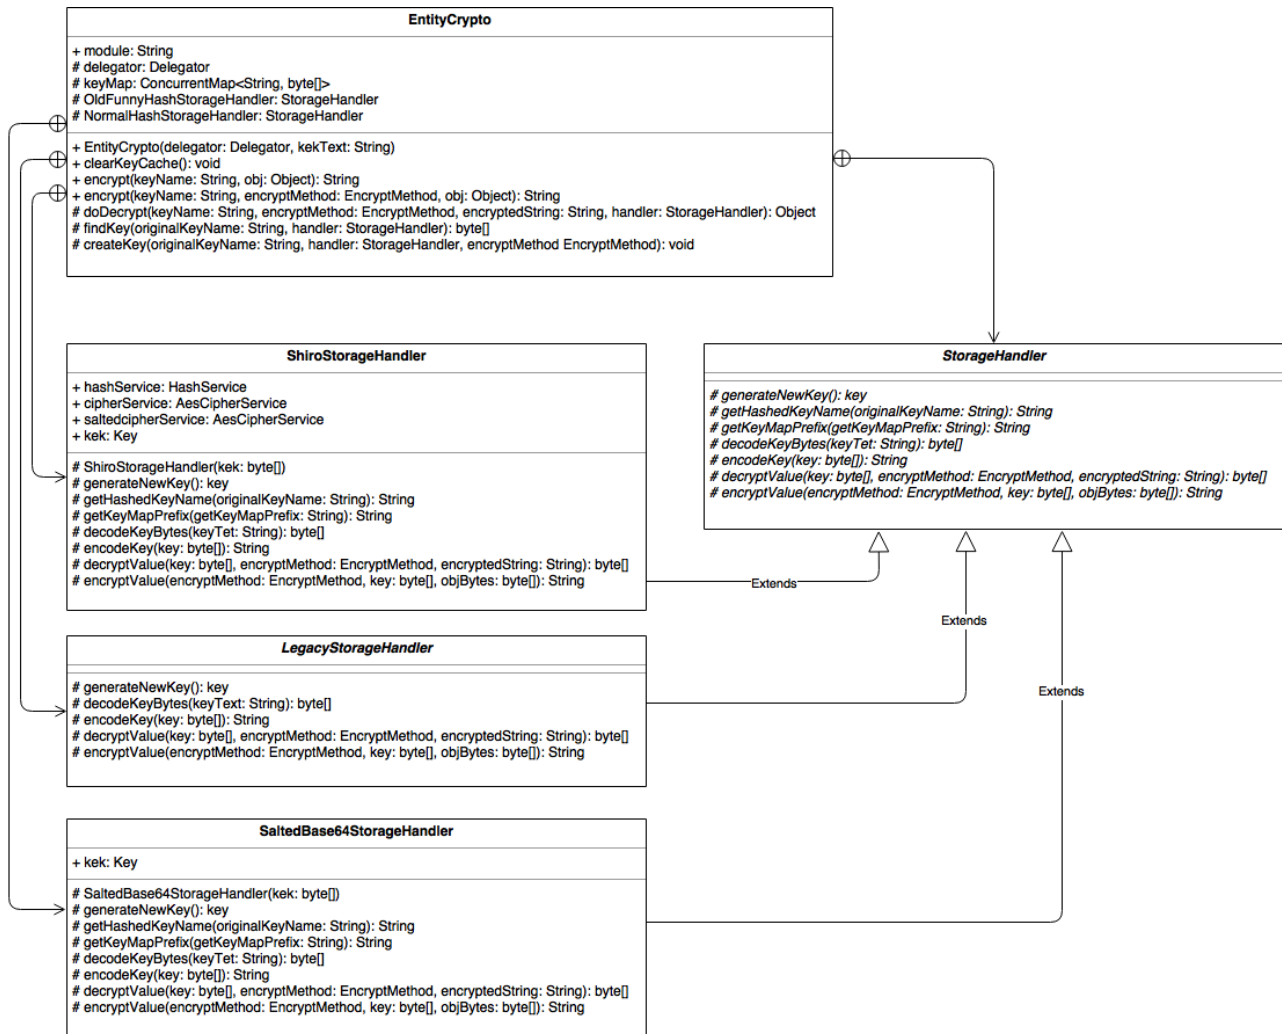 EntityCrypto
+ module: String
# delegator: Delegator
# keyMap: ConcurrentMap<String, byte[]>
# OldFunnyHashStorageHandler: StorageHandler
# NormalHashStorageHandler: StorageHandler
+ EntityCrypto(delegator: Delegator, kekText: String)
+ clearKeyCache(): void
+ encrypt(keyName: String, obj: Object): String
+ encrypt(keyName: String, encryptMethod: EncryptMethod, obj: Object): String
# doDecrypt(keyName: String, encryptMethod: EncryptMethod, encryptedString: String, handler: StorageHandler): Object
# findKey(originalKeyName: String, handler: StorageHandler): byte[]
# createKey(originalKeyName: String, handler: StorageHandler, encryptMethod EncryptMethod): void
ShiroStorageHandler
+ hashService: HashService
+ cipherService: AesCipherService
+ saltedcipherService: AesCipherService
+ kek: Key
# ShiroStorageHandler(kek: byte[])
# generateNewKey(): key
# getHashedKeyName(originalKeyName: String): String
# getKeyMapPrefix(getKeyMapPrefix: String): String
# decodeKeyBytes(keyTet: String): byte[]
# encodeKey(key: byte[]): String
# decryptValue(key: byte[], encryptMethod: EncryptMethod, encryptedString: String): byte[]
# encryptValue(encryptMethod: EncryptMethod, key: byte[], objBytes: byte[]): String
StorageHandler
# generateNewKey(): key
# getHashedKeyName(originalKeyName: String): String
# getKeyMapPrefix(getKeyMapPrefix: String): String
# decodeKeyBytes(keyTet: String): byte[]
# encodeKey(key: byte[]): String
# decryptValue(key: byte[], encryptMethod: EncryptMethod, encryptedString: String): byte[]
# encryptValue(encryptMethod: EncryptMethod, key: byte[], objBytes: byte[]): String
Extends
Extends
Extends
LegacyStorageHandler
# generateNewKey(): key
# decodeKeyBytes(keyText: String): byte[]
# encodeKey(key: byte[]): String
# decryptValue(key: byte[], encryptMethod: EncryptMethod, encryptedString: String): byte[]
# encryptValue(encryptMethod: EncryptMethod, key: byte[], objBytes: byte[]): String
SaltedBase64StorageHandler
+ kek: Key
# SaltedBase64StorageHandler(kek: byte[])
# generateNewKey(): key
# getHashedKeyName(originalKeyName: String): String
# getKeyMapPrefix(getKeyMapPrefix: String): String
# decodeKeyBytes(keyTet: String): byte[]
# encodeKey(key: byte[]): String
# decryptValue(key: byte[], encryptMethod: EncryptMethod, encryptedString: String): byte[]
# encryptValue(encryptMethod: EncryptMethod, key: byte[], objBytes: byte[]): String